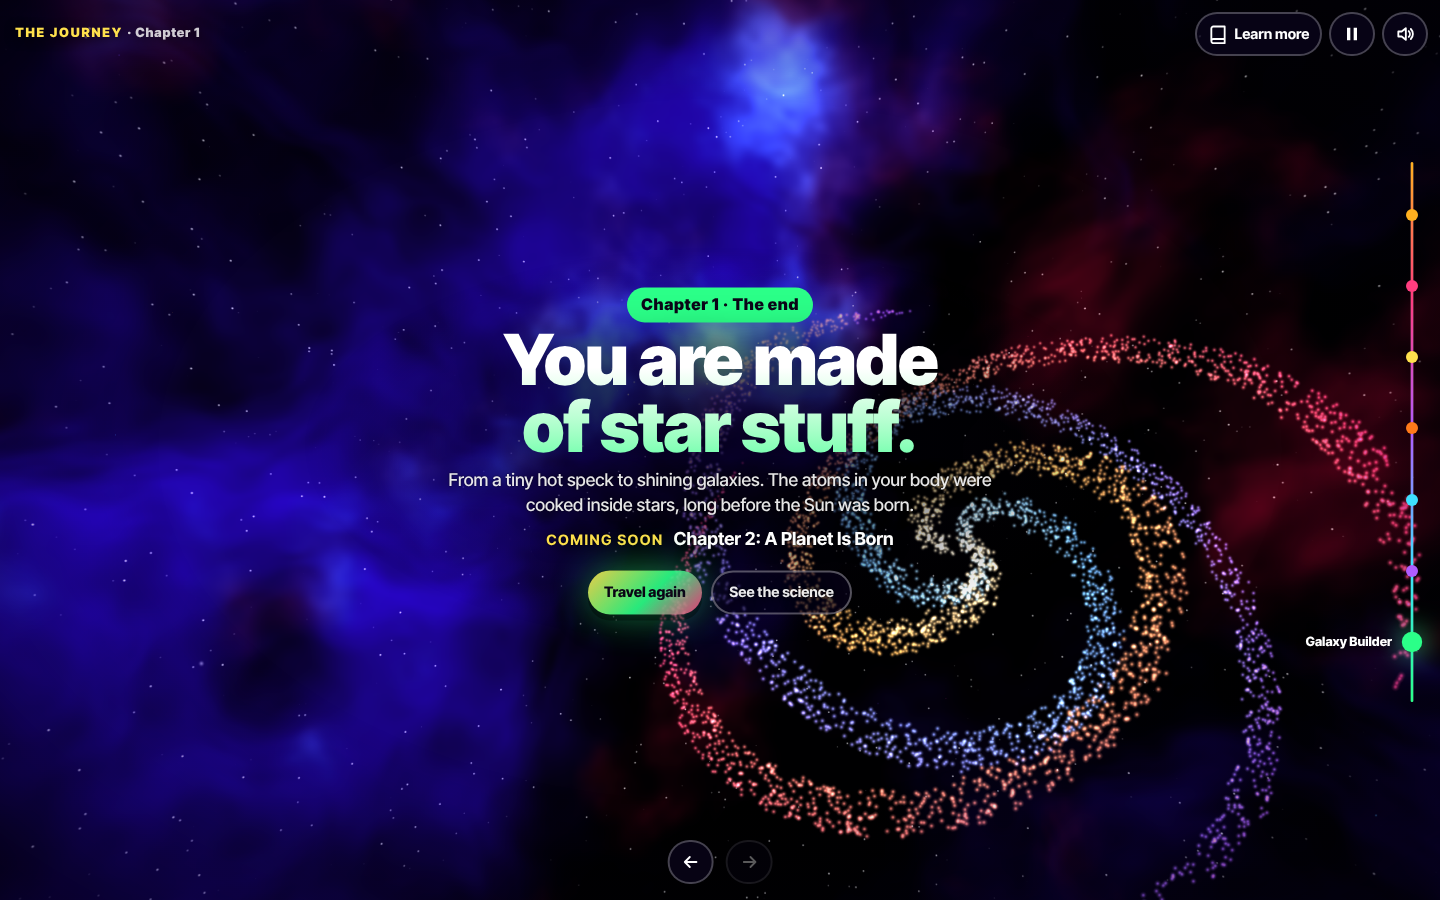 THE JOURNEY · Chapter 1
Learn more
Chapter 1 · The end
You are made
of star stuff.
From a tiny hot speck to shining galaxies. The atoms in your body were
cooked inside stars, long before the Sun was born.
COMING SOON Chapter 2: A Planet Is Born
Travel again
See the science
Galaxy Builder